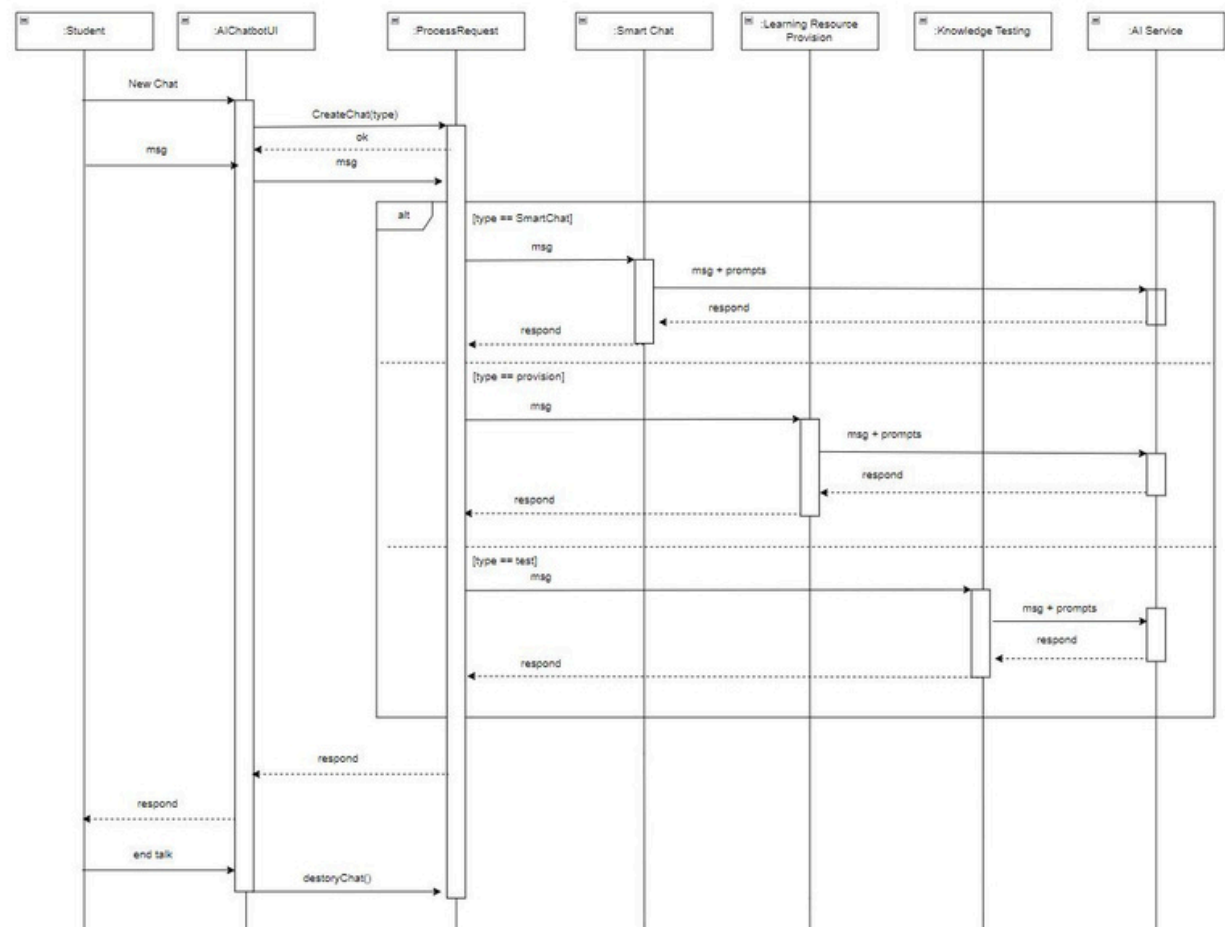 :Student
:AIChatbotUI
:ProcessRequest
:Smart Chat
:Learning Resource
Provision
:Knowledge Testing
:AI Service
New Chat
CreateChat(type)
ok
msg
msg
alt
[type == SmartChat]
msg
msg + prompts
respond
respond
[type == provision]
msg
msg + prompts
respond
respond
[type == test]
msg
msg + prompts
respond
respond
respond
respond
end talk
destoryChat()